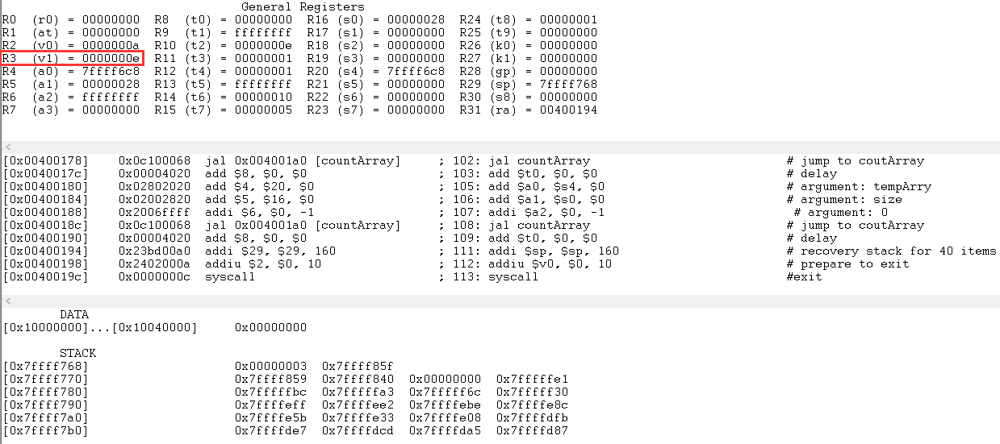 General Registers
R0  (r0) = 00000000  R8  (t0) = 00000000  R16 (s0) = 00000028  R24 (t8) = 00000001
R1  (at) = 00000000  R9  (t1) = ffffffff  R17 (s1) = 00000000  R25 (t9) = 00000000
R2  (v0) = 0000000a  R10 (t2) = 0000000e  R18 (s2) = 00000000  R26 (k0) = 00000000
R3  (v1) = 0000000e  R11 (t3) = 00000001  R19 (s3) = 00000000  R27 (k1) = 00000000
R4  (a0) = 7ffff6c8  R12 (t4) = 00000001  R20 (s4) = 7ffff6c8  R28 (gp) = 00000000
R5  (a1) = 00000028  R13 (t5) = ffffffff  R21 (s5) = 00000000  R29 (sp) = 7ffff768
R6  (a2) = ffffffff  R14 (t6) = 00000010  R22 (s6) = 00000000  R30 (s8) = 00000000
R7  (a3) = 00000000  R15 (t7) = 00000005  R23 (s7) = 00000000  R31 (ra) = 00400194
[0x00400178]    0x0c100068  jal 0x004001a0 [countArray]     ; 102: jal countArray    # jump to coutArray
[0x0040017c]    0x00004020  add $8, $0, $0                  ; 103: add $t0, $0, $0    # delay
[0x00400180]    0x02802020  add $4, $20, $0                 ; 105: add $a0, $s4, $0    # argument: tempArry
[0x00400184]    0x02002820  add $5, $16, $0                 ; 106: add $a1, $s0, $0    # argument: size
[0x00400188]    0x2006ffff  addi $6, $0, -1                 ; 107: addi $a2, $0, -1    # argument: 0
[0x0040018c]    0x0c100068  jal 0x004001a0 [countArray]     ; 108: jal countArray    # jump to coutArray
[0x00400190]    0x00004020  add $8, $0, $0                  ; 109: add $t0, $0, $0    # delay
[0x00400194]    0x23bd00a0  addi $29, $29, 160              ; 111: addi $sp, $sp, 160    # recovery stack for 40 items
[0x00400198]    0x2402000a  addiu $2, $0, 10                ; 112: addiu $v0, $0, 10    # prepare to exit
[0x0040019c]    0x0000000c  syscall                         ; 113: syscall    #exit
DATA
[0x10000000]...[0x10040000]     0x00000000
STACK
[0x7ffff768]    0x00000003  0x7ffff85f
[0x7ffff770]    0x7ffff859  0x7ffff840  0x00000000  0x7fffffe1
[0x7ffff780]    0x7fffffbc  0x7fffffa3  0x7fffff6c  0x7fffff30
[0x7ffff790]    0x7ffffeff  0x7ffffee2  0x7ffffebe  0x7ffffe8c
[0x7ffff7a0]    0x7ffffe5b  0x7ffffe33  0x7ffffe08  0x7ffffdfb
[0x7ffff7b0]    0x7ffffde7  0x7ffffdcd  0x7ffffda5  0x7ffffd87